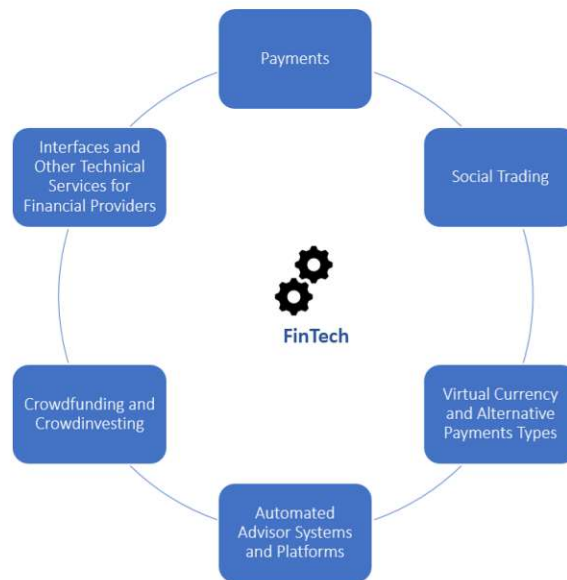 Payments
Social Trading
Virtual Currency
and Alternative
Payments Types
Automated
Advisor Systems
and Platforms
Crowdfunding and
Crowdinvesting
Interfaces and
Other Technical
Services for
Financial Providers
FinTech